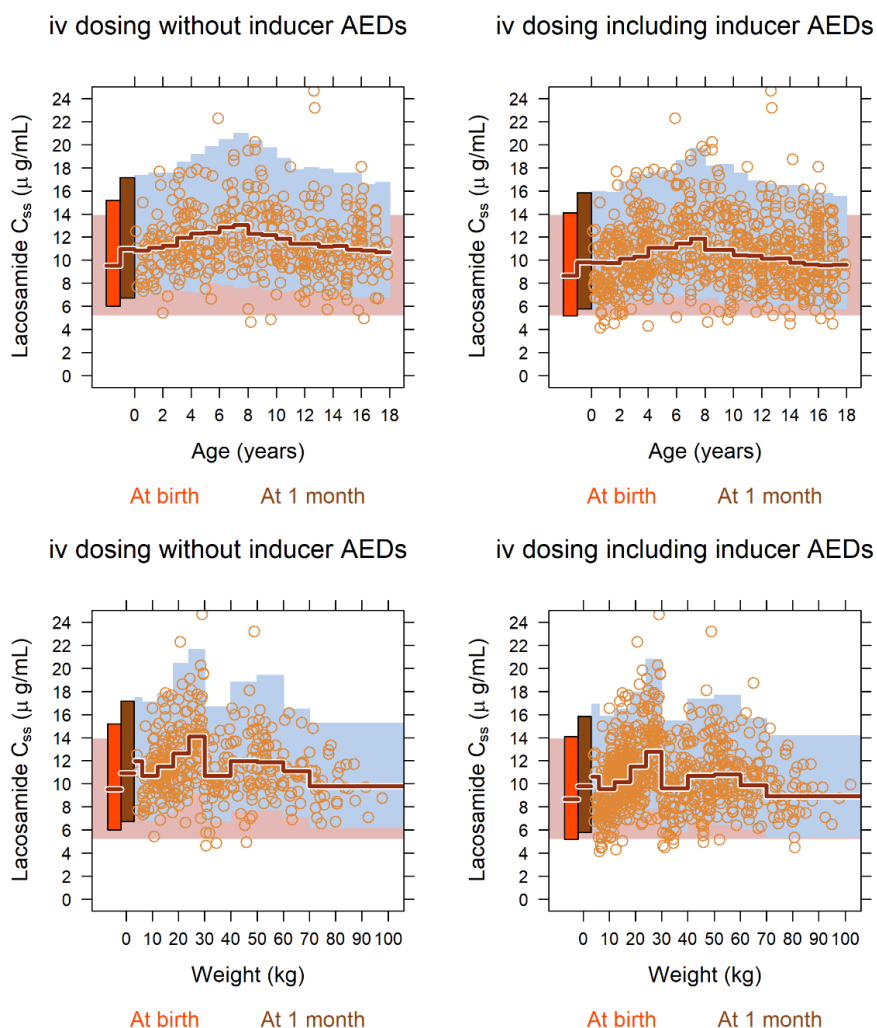 iv dosing without inducer AEDs
iv dosing including inducer AEDs
Lacosamide Css (μ g/mL)
24
22
20
18
16
14
12
10
8
6
4
2
0
0 2 4 6 8 10 12 14 16 18
Age (years)
At birth At 1 month
Lacosamide Css (μ g/mL)
24
22
20
18
16
14
12
10
8
6
4
2
0
0 2 4 6 8 10 12 14 16 18
Age (years)
At birth At 1 month
iv dosing without inducer AEDs
iv dosing including inducer AEDs
Lacosamide Css (μ g/mL)
24
22
20
18
16
14
12
10
8
6
4
2
0
0 10 20 30 40 50 60 70 80 90 100
Weight (kg)
At birth At 1 month
Lacosamide Css (μ g/mL)
24
22
20
18
16
14
12
10
8
6
4
2
0
0 10 20 30 40 50 60 70 80 90 100
Weight (kg)
At birth At 1 month